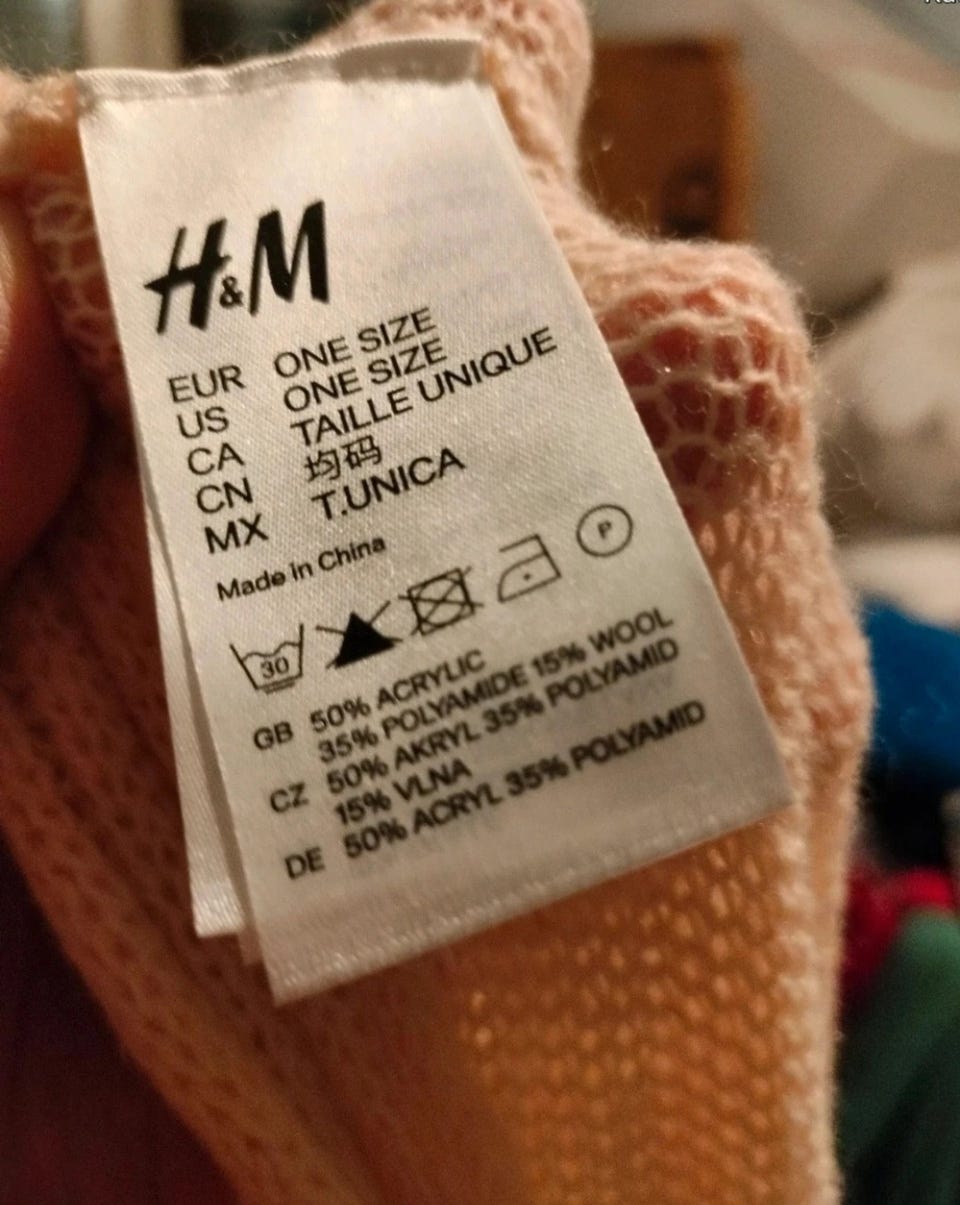 H&M
EUR ONE SIZE
US ONE SIZE
CA TAILLE UNIQUE
CN 均码
MX T.UNICA
Made in China
30 P
GB 50% ACRYLIC
35% POLYAMIDE 15% WOOL
CZ 50% AKRYL 35% POLYAMID
15% VLNA
DE 50% ACRYL 35% POLYAMID